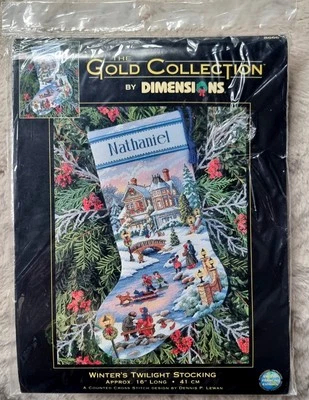 THE
GOLD COLLECTION
BY DIMENSIONS
Nathaniel
WINTER'S TWILIGHT STOCKING
APPROX. 16" LONG • 41 CM
A COUNTED CROSS STITCH DESIGN BY DENNIS P. LEWAN